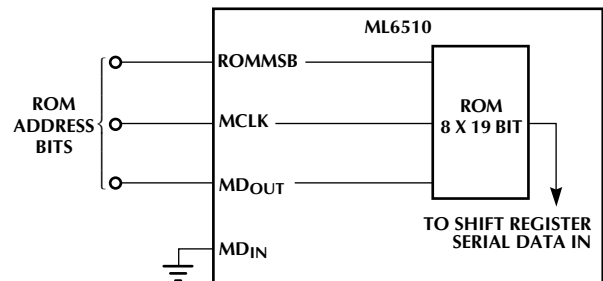 ML6510
ROMMSB
ROM
ADDRESS
BITS
MCLK
ROM
8 X 19 BIT
MDOUT
TO SHIFT REGISTER
SERIAL DATA IN
MDIN